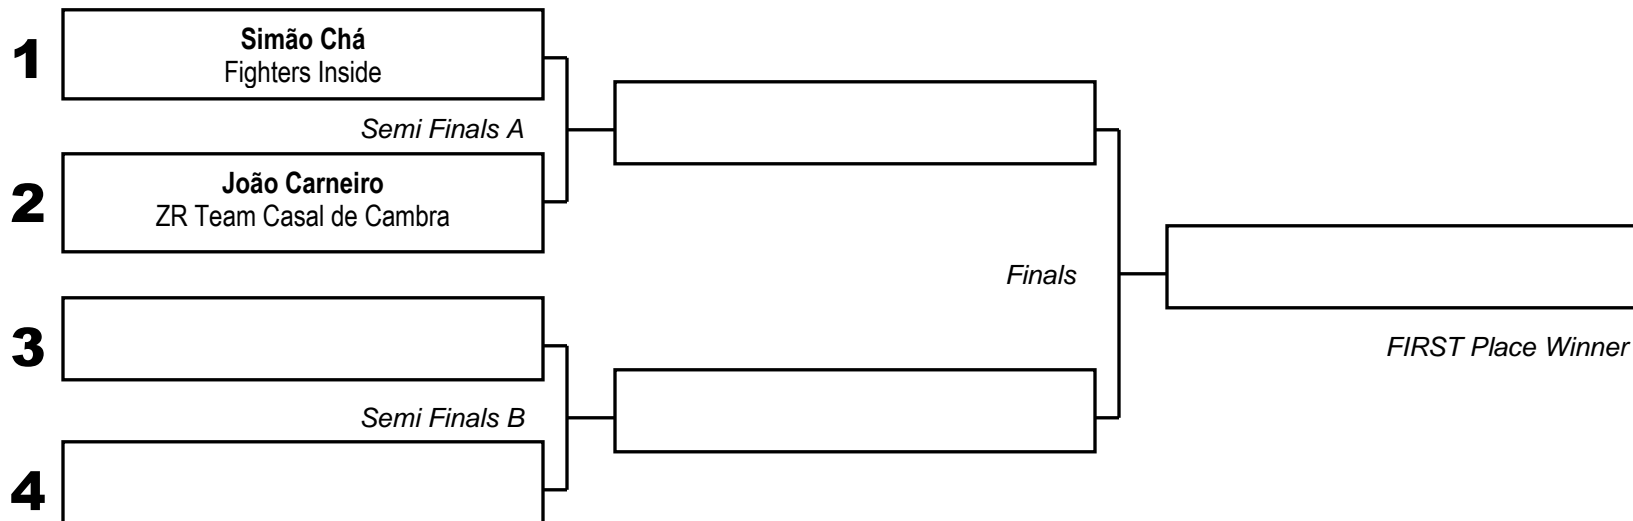 1
Simão Chá
Fighters Inside
Semi Finals A
2
João Carneiro
ZR Team Casal de Cambra
Finals
FIRST Place Winner
3
Semi Finals B
4